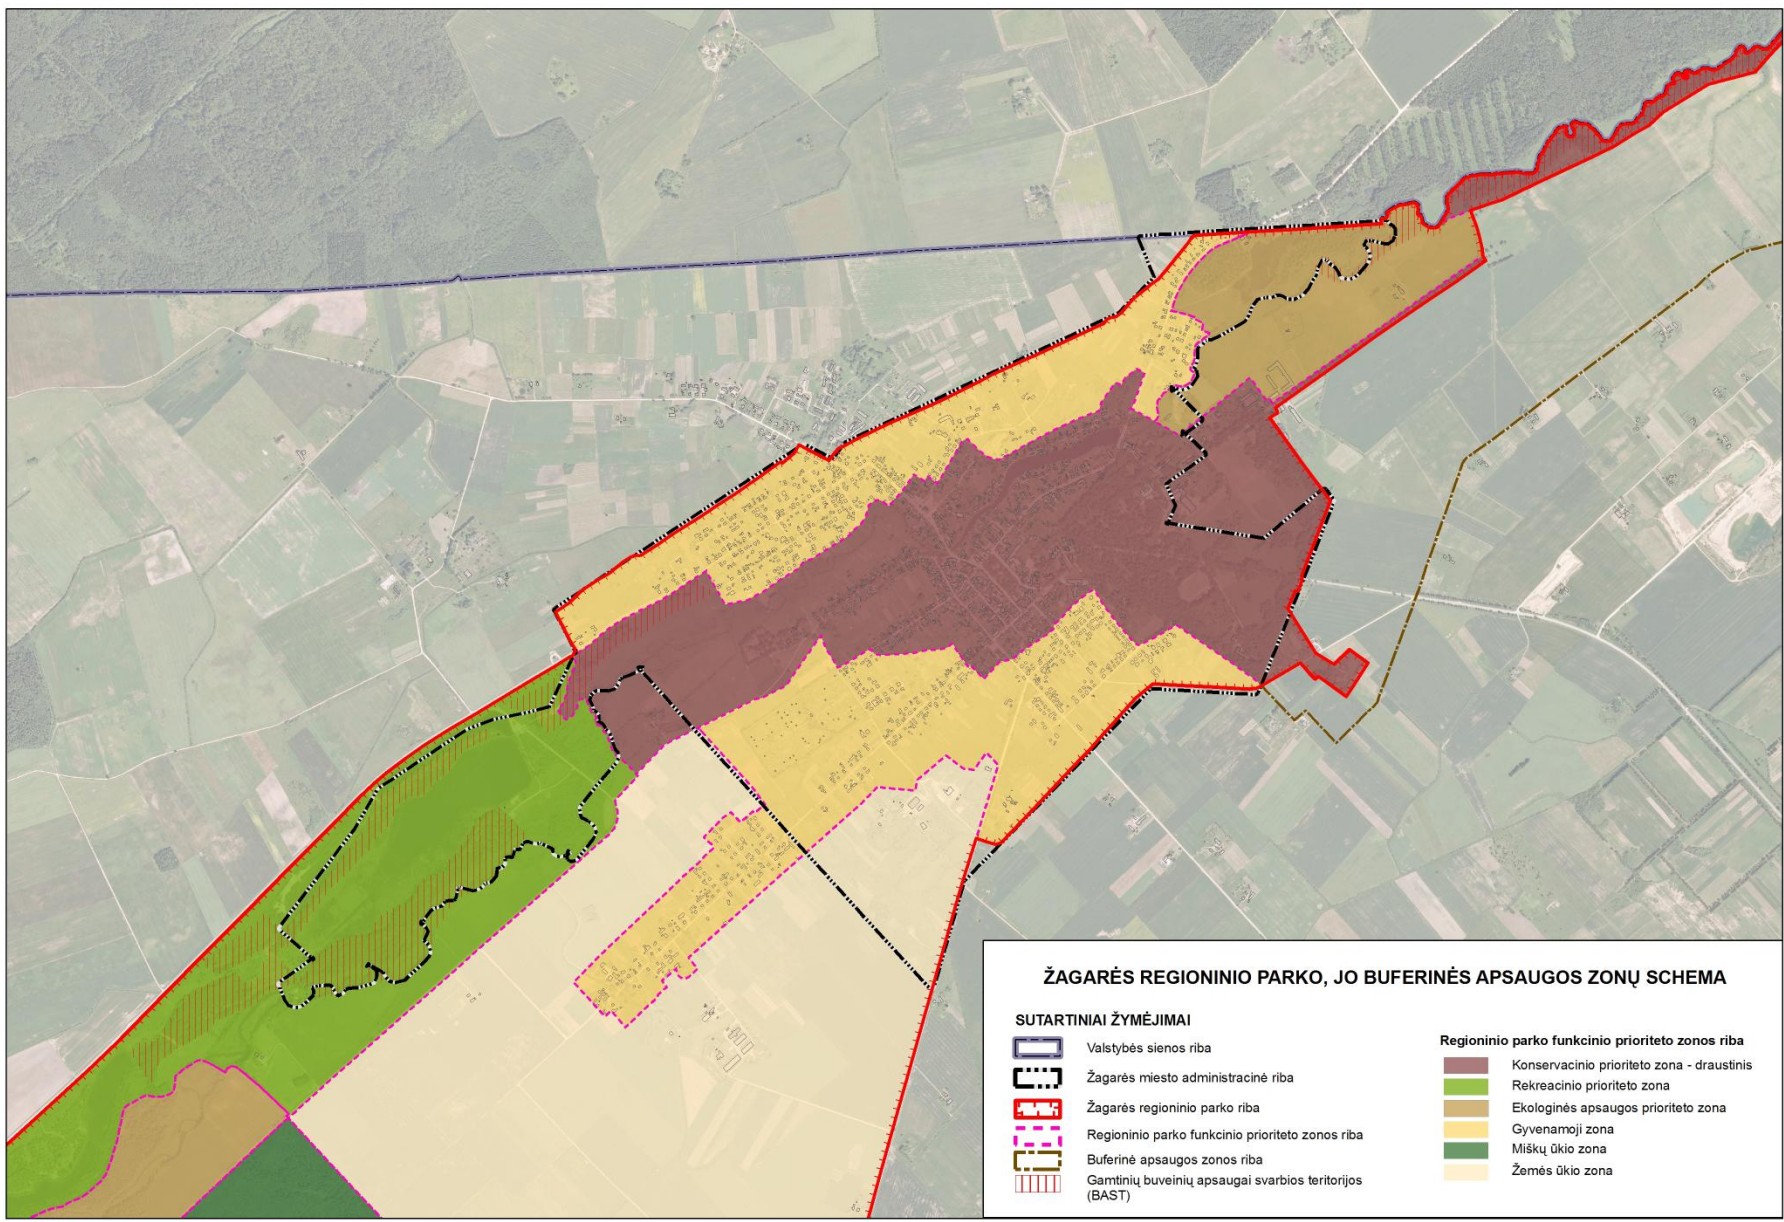 ŽAGARĖS REGIONINIO PARKO, JO BUFERINĖS APSAUGOS ZONŲ SCHEMA
SUTARTINIAI ŽYMĖJIMAI
Valstybės sienos riba
Žagarės miesto administracinė riba
Žagarės regioninio parko riba
Regioninio parko funkcinio prioriteto zonos riba
Buferinė apsaugos zonos riba
Gamtinių buveinių apsaugai svarbios teritorijos
(BAST)
Regioninio parko funkcinio prioriteto zonos riba
Konservacinio prioriteto zona - draustinis
Rekreacinio prioriteto zona
Ekologinės apsaugos prioriteto zona
Gyvenamoji zona
Miškų ūkio zona
Žemės ūkio zona